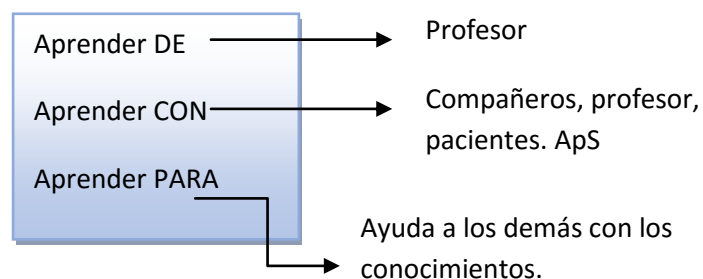 Aprender DE
Profesor
Aprender CON
Compañeros, profesor,
pacientes. ApS
Aprender PARA
Ayuda a los demás con los
conocimientos.